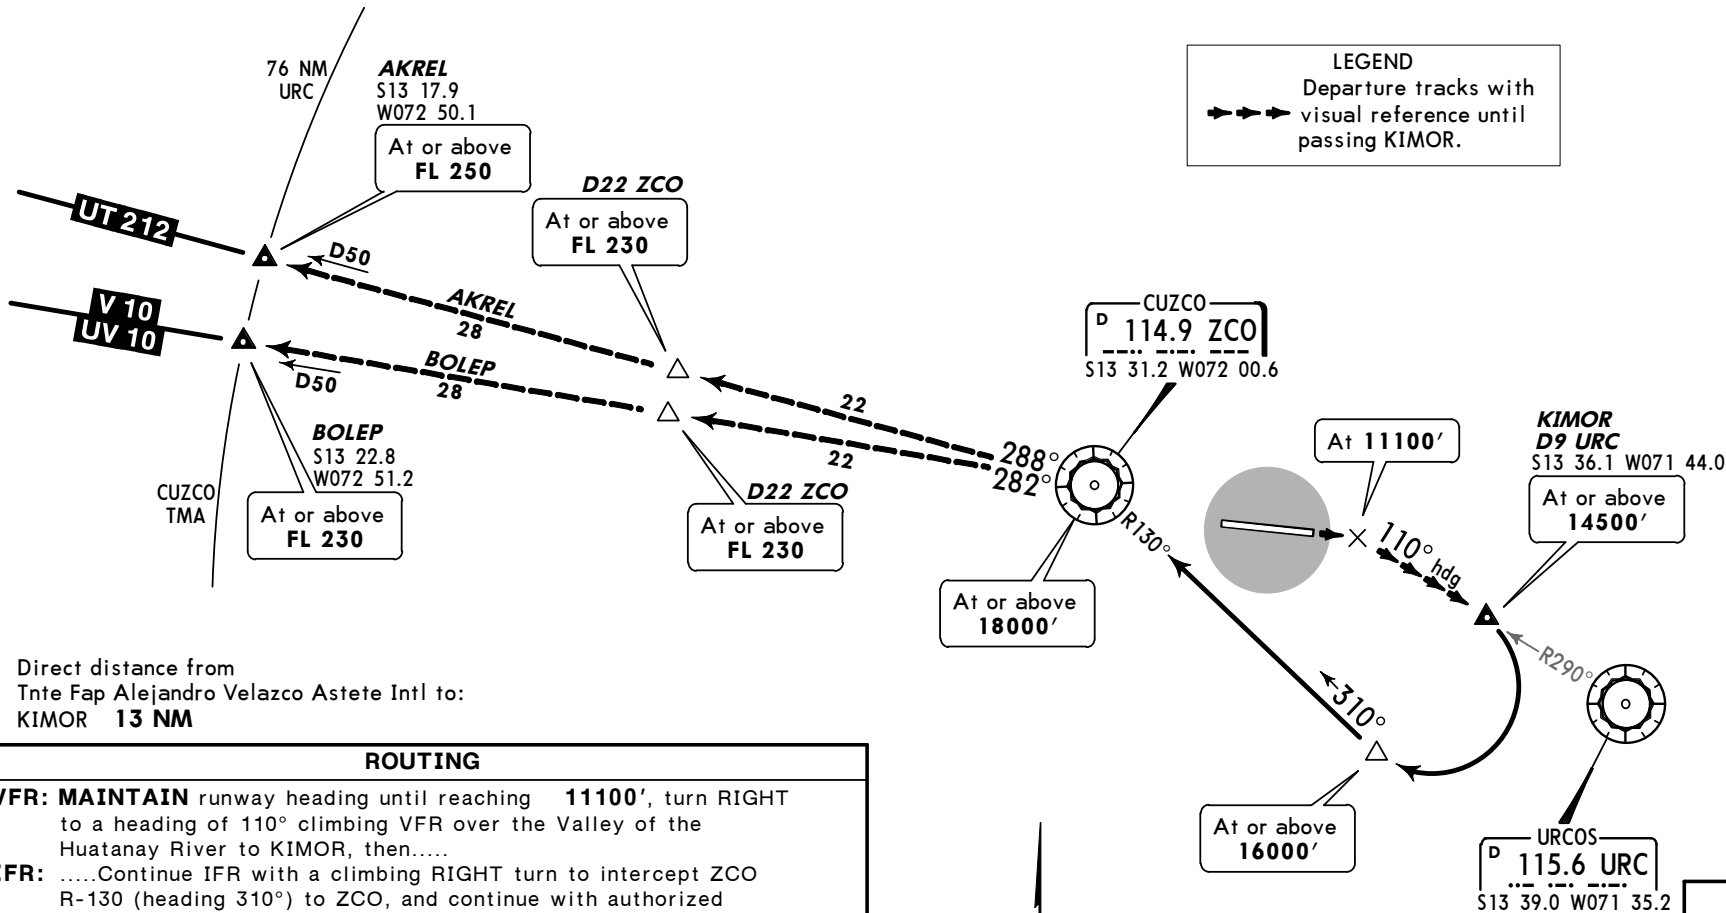 76 NM
URC
AKREL
S13 17.9
W072 50.1
At or above
FL 250
LEGEND
Departure tracks with
visual reference until
passing KIMOR.
D22 ZCO
At or above
FL 230
UT 212
D50
AKREL
28
V 10
UV 10
D50
BOLEP
28
CUZCO
D 114.9 ZCO
S13 31.2 W072 00.6
22
22
288°
282°
BOLEP
S13 22.8
W072 51.2
At or above
FL 230
CUZCO
TMA
D22 ZCO
At or above
FL 230
R130°
At 11100′
110° hdg
KIMOR
D9 URC
S13 36.1 W071 44.0
At or above
14500′
At or above
18000′
R290°
310°
Direct distance from
Tnte Fap Alejandro Velazco Astete Intl to:
KIMOR 13 NM
At or above
16000′
URCOS
D 115.6 URC
S13 39.0 W071 35.2
ROUTING
VFR: MAINTAIN runway heading until reaching 11100′, turn RIGHT
to a heading of 110° climbing VFR over the Valley of the
Huatanay River to KIMOR, then.....
IFR: .....Continue IFR with a climbing RIGHT turn to intercept ZCO
R-130 (heading 310°) to ZCO, and continue with authorized